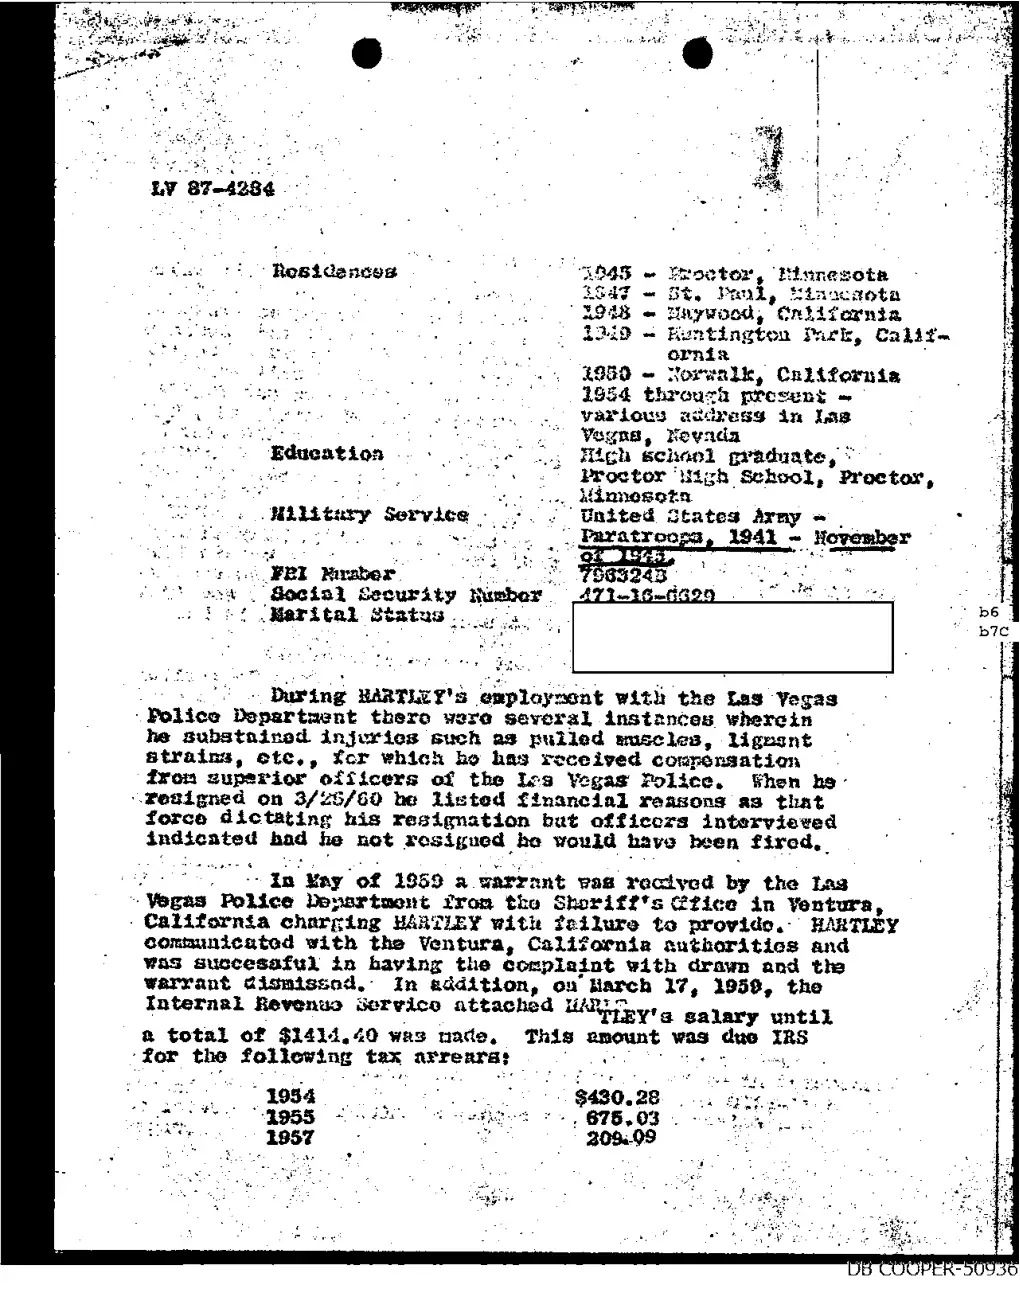 LV 87-4284
Residences 1945 - Proctor, Minnesota
1947 - St. Paul, Minnesota
1948 - Maywood, California
1949 - Huntington Park, Calif-
ornia
1950 - Norwalk, California
1954 through present -
various address in Las
Vegas, Nevada
Education High school graduate,
Proctor High School, Proctor,
Minnesota
Military Service United States Army -
Paratroops, 1941 - November
of 1945.
FBI Number 7963243
Social Security Number 471-16-6629
Marital Status
b6
b7C
During HARTLEY's employment with the Las Vegas
Police Department there were several instances wherein
he substained injuries such as pulled muscles, ligment
strains, etc., for which he has received compensation
from superior officers of the Las Vegas Police. When he
resigned on 3/26/60 he listed financial reasons as that
force dictating his resignation but officers interviewed
indicated had he not resigned he would have been fired.
In May of 1959 a warrant was recived by the Las
Vegas Police Department from the Sheriff's Office in Ventura,
California charging HARTLEY with failure to provide. HARTLEY
communicated with the Ventura, California authorities and
was successful in having the complaint with drawn and the
warrant dismissed. In addition, on March 17, 1959, the
Internal Revenue Service attached HARTLEY's salary until
a total of $1414.40 was made. This amount was due IRS
for the following tax arrears:
1954 $430.28
1955 675.03
1957 209.09
DB COOPER-50936